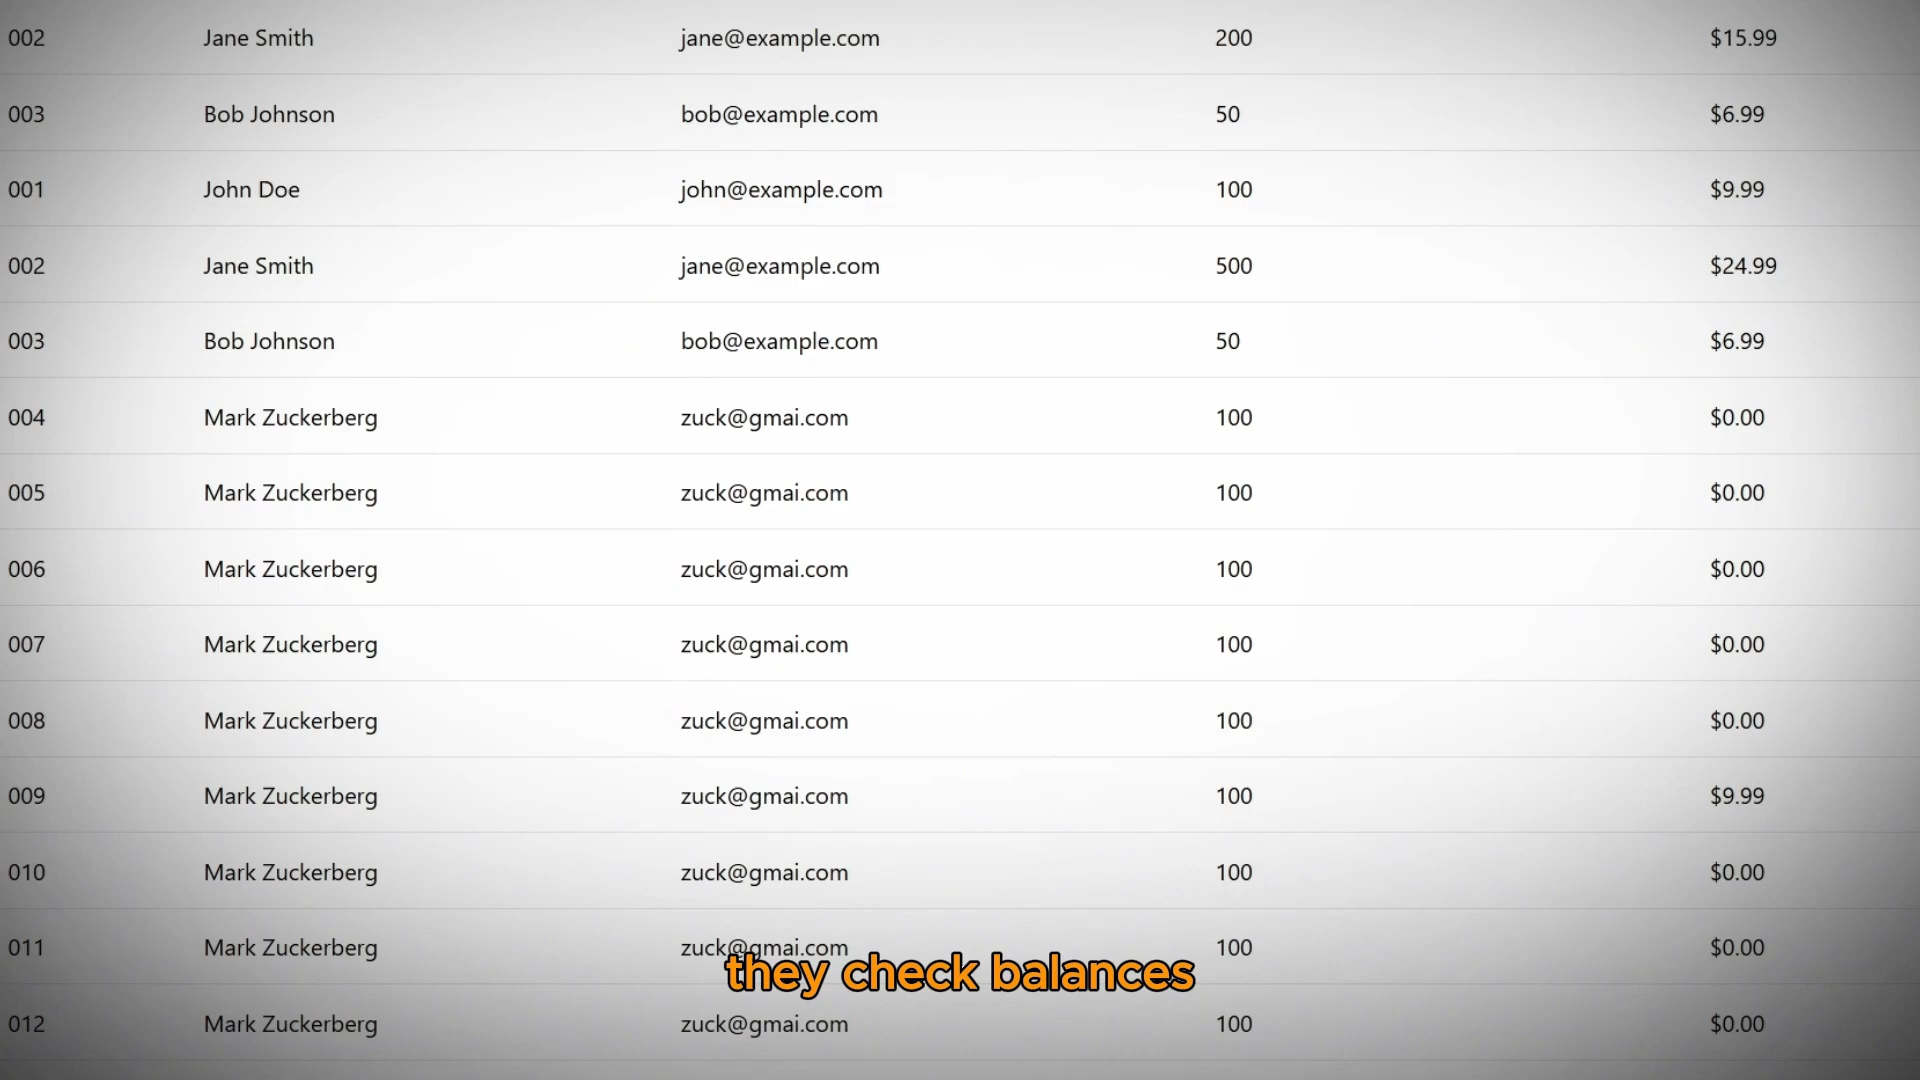 002 Jane Smith jane@example.com 200 $15.99
003 Bob Johnson bob@example.com 50 $6.99
001 John Doe john@example.com 100 $9.99
002 Jane Smith jane@example.com 500 $24.99
003 Bob Johnson bob@example.com 50 $6.99
004 Mark Zuckerberg zuck@gmai.com 100 $0.00
005 Mark Zuckerberg zuck@gmai.com 100 $0.00
006 Mark Zuckerberg zuck@gmai.com 100 $0.00
007 Mark Zuckerberg zuck@gmai.com 100 $0.00
008 Mark Zuckerberg zuck@gmai.com 100 $0.00
009 Mark Zuckerberg zuck@gmai.com 100 $9.99
010 Mark Zuckerberg zuck@gmai.com 100 $0.00
011 Mark Zuckerberg zuck@gmai.com 100 $0.00
they check balances
012 Mark Zuckerberg zuck@gmai.com 100 $0.00